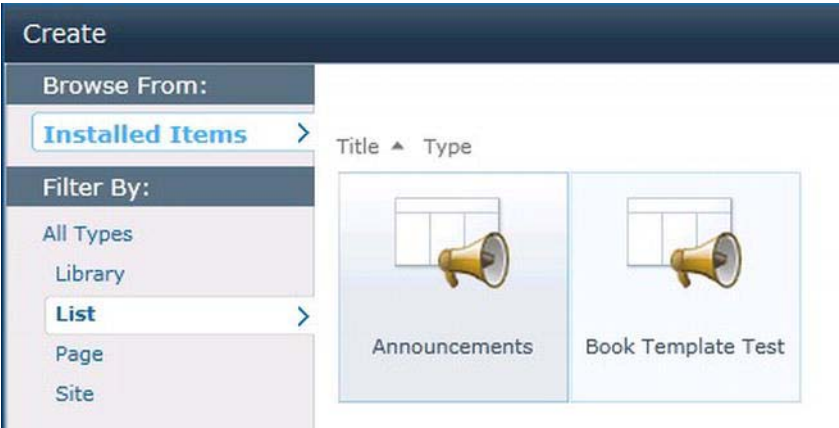 Create
Browse From:
Installed Items
Filter By:
All Types
Library
List
Page
Site
Title Type
Announcements
Book Template Test